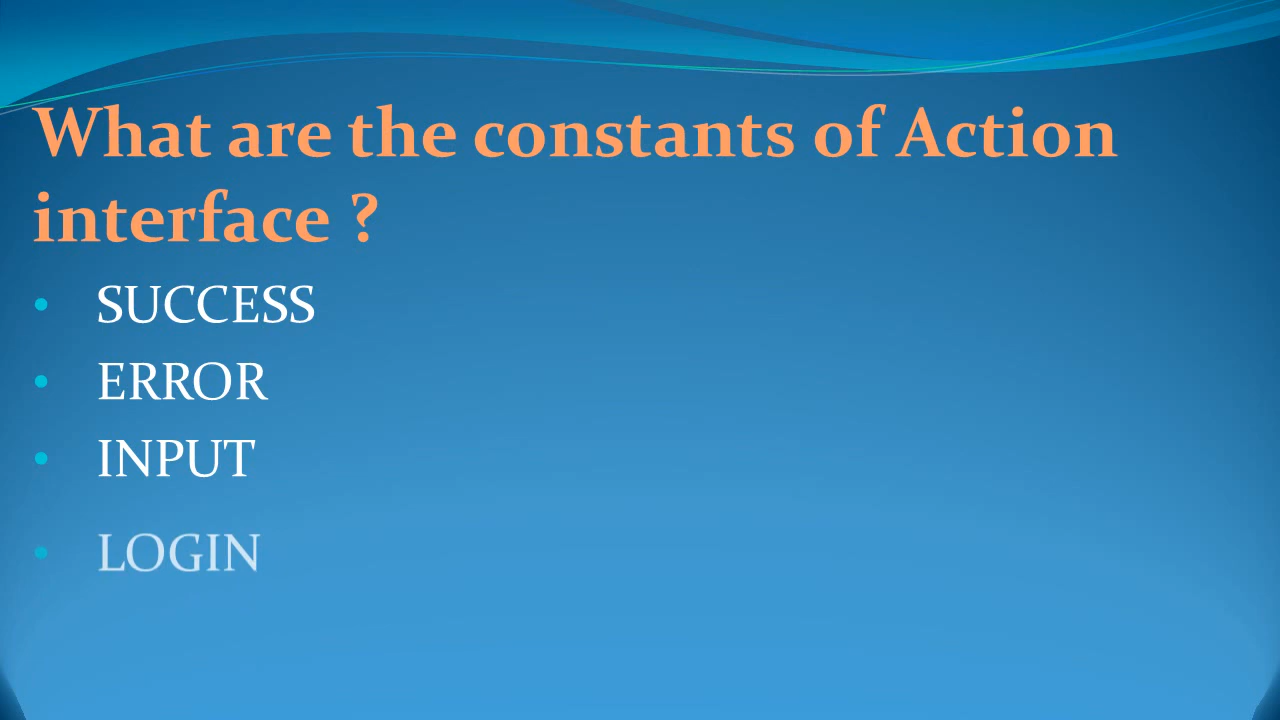 What are the constants of Action
interface ?
• SUCCESS
• ERROR
• INPUT
• LOGIN